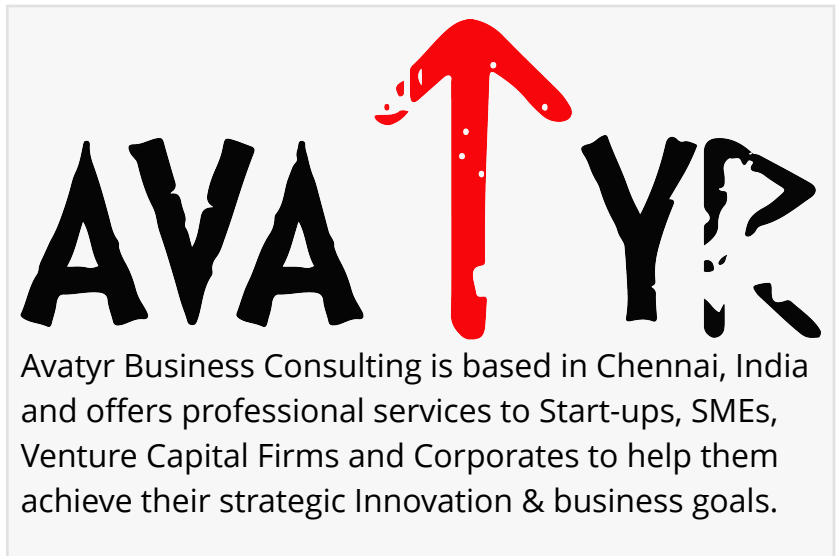 AVATYR
Avatyr Business Consulting is based in Chennai, India
and offers professional services to Start-ups, SMEs,
Venture Capital Firms and Corporates to help them
achieve their strategic Innovation & business goals.